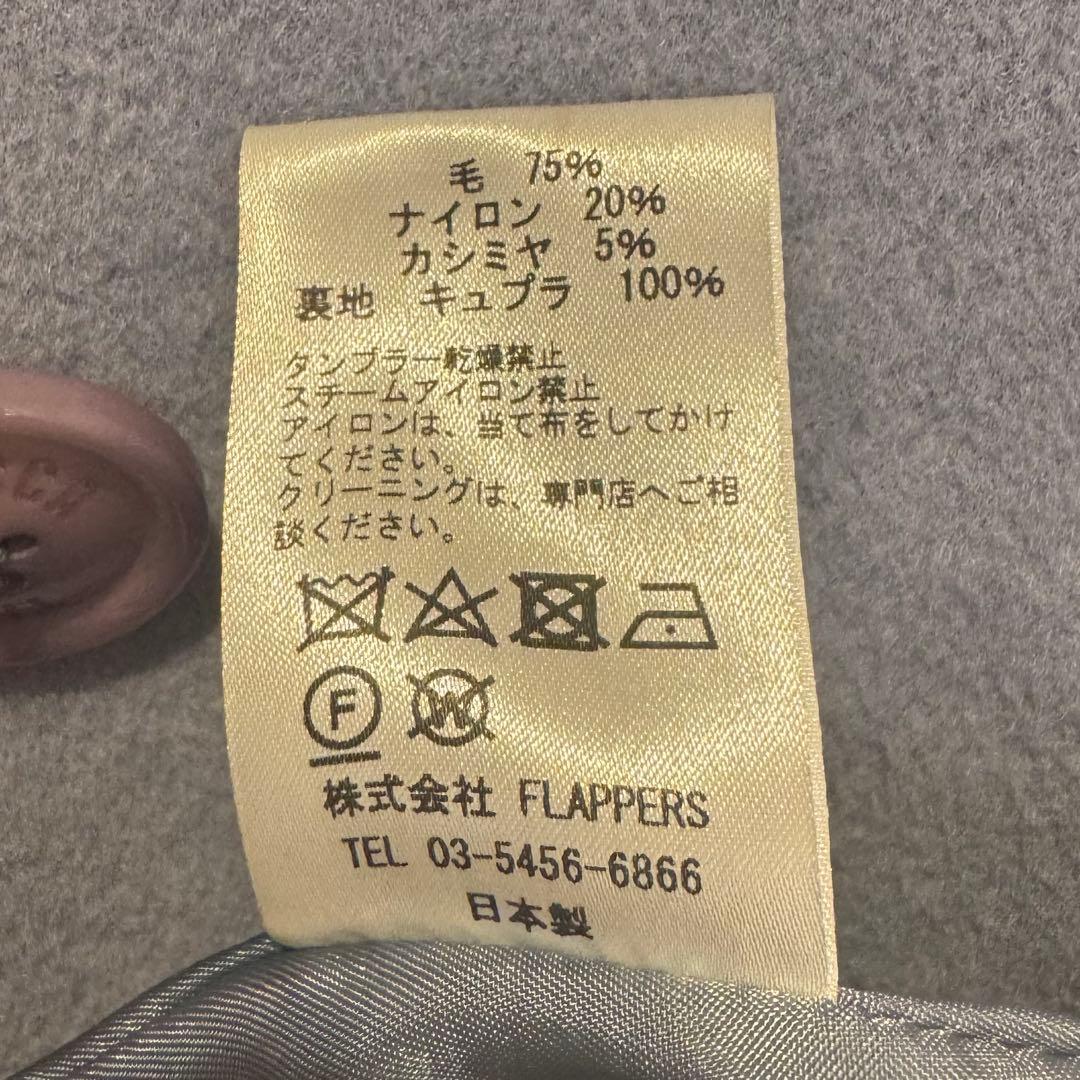 毛 75%
ナイロン 20%
カシミヤ 5%
裏地 キュプラ 100%
タンブラー乾燥禁止
スチームアイロン禁止
アイロンは、当て布をしてかけ
てください。
クリーニングは、専門店へご相
談ください。
F W
株式会社 FLAPPERS
TEL 03-5456-6866
日本製